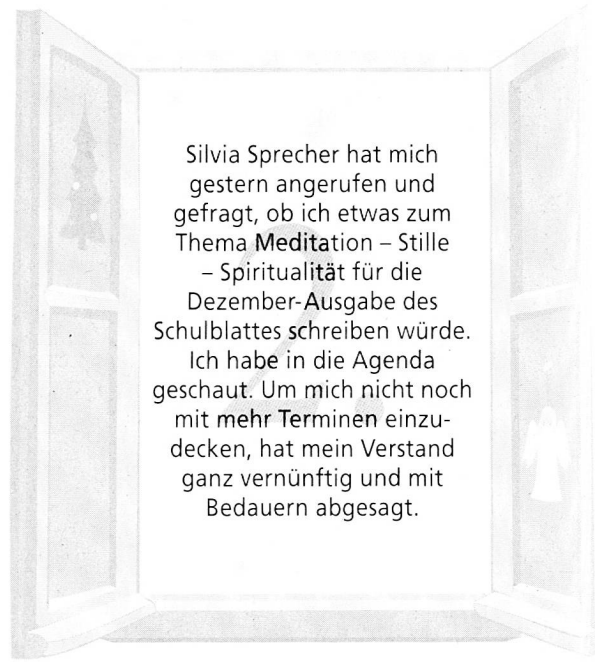 Silvia Sprecher hat mich
gestern angerufen und
gefragt, ob ich etwas zum
Thema Meditation – Stille
– Spiritualität für die
Dezember-Ausgabe des
Schulblattes schreiben würde.
Ich habe in die Agenda
geschaut. Um mich nicht noch
mit mehr Terminen einzu-
decken, hat mein Verstand
ganz vernünftig und mit
Bedauern abgesagt.
2.